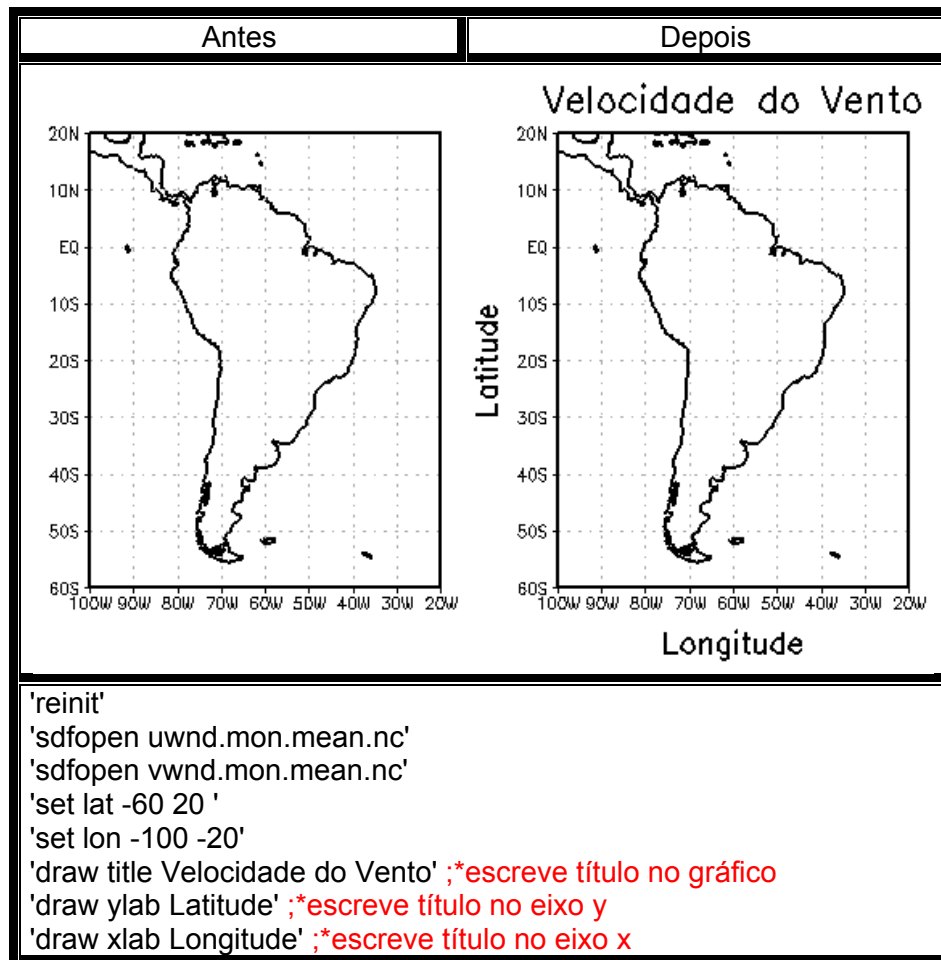 Antes
Depois
Velocidade do Vento
20N
10N
EQ
10S
20S
30S
40S
50S
60S
100W 90W 80W 70W 60W 50W 40W 30W 20W
20N
10N
EQ
10S
20S
30S
40S
50S
60S
100W 90W 80W 70W 60W 50W 40W 30W 20W
Latitude
Longitude
'reinit'
'sdfopen uwnd.mon.mean.nc'
'sdfopen vwnd.mon.mean.nc'
'set lat -60 20 '
'set lon -100 -20'
'draw title Velocidade do Vento' ;*escreve título no gráfico
'draw ylab Latitude' ;*escreve título no eixo y
'draw xlab Longitude' ;*escreve título no eixo x